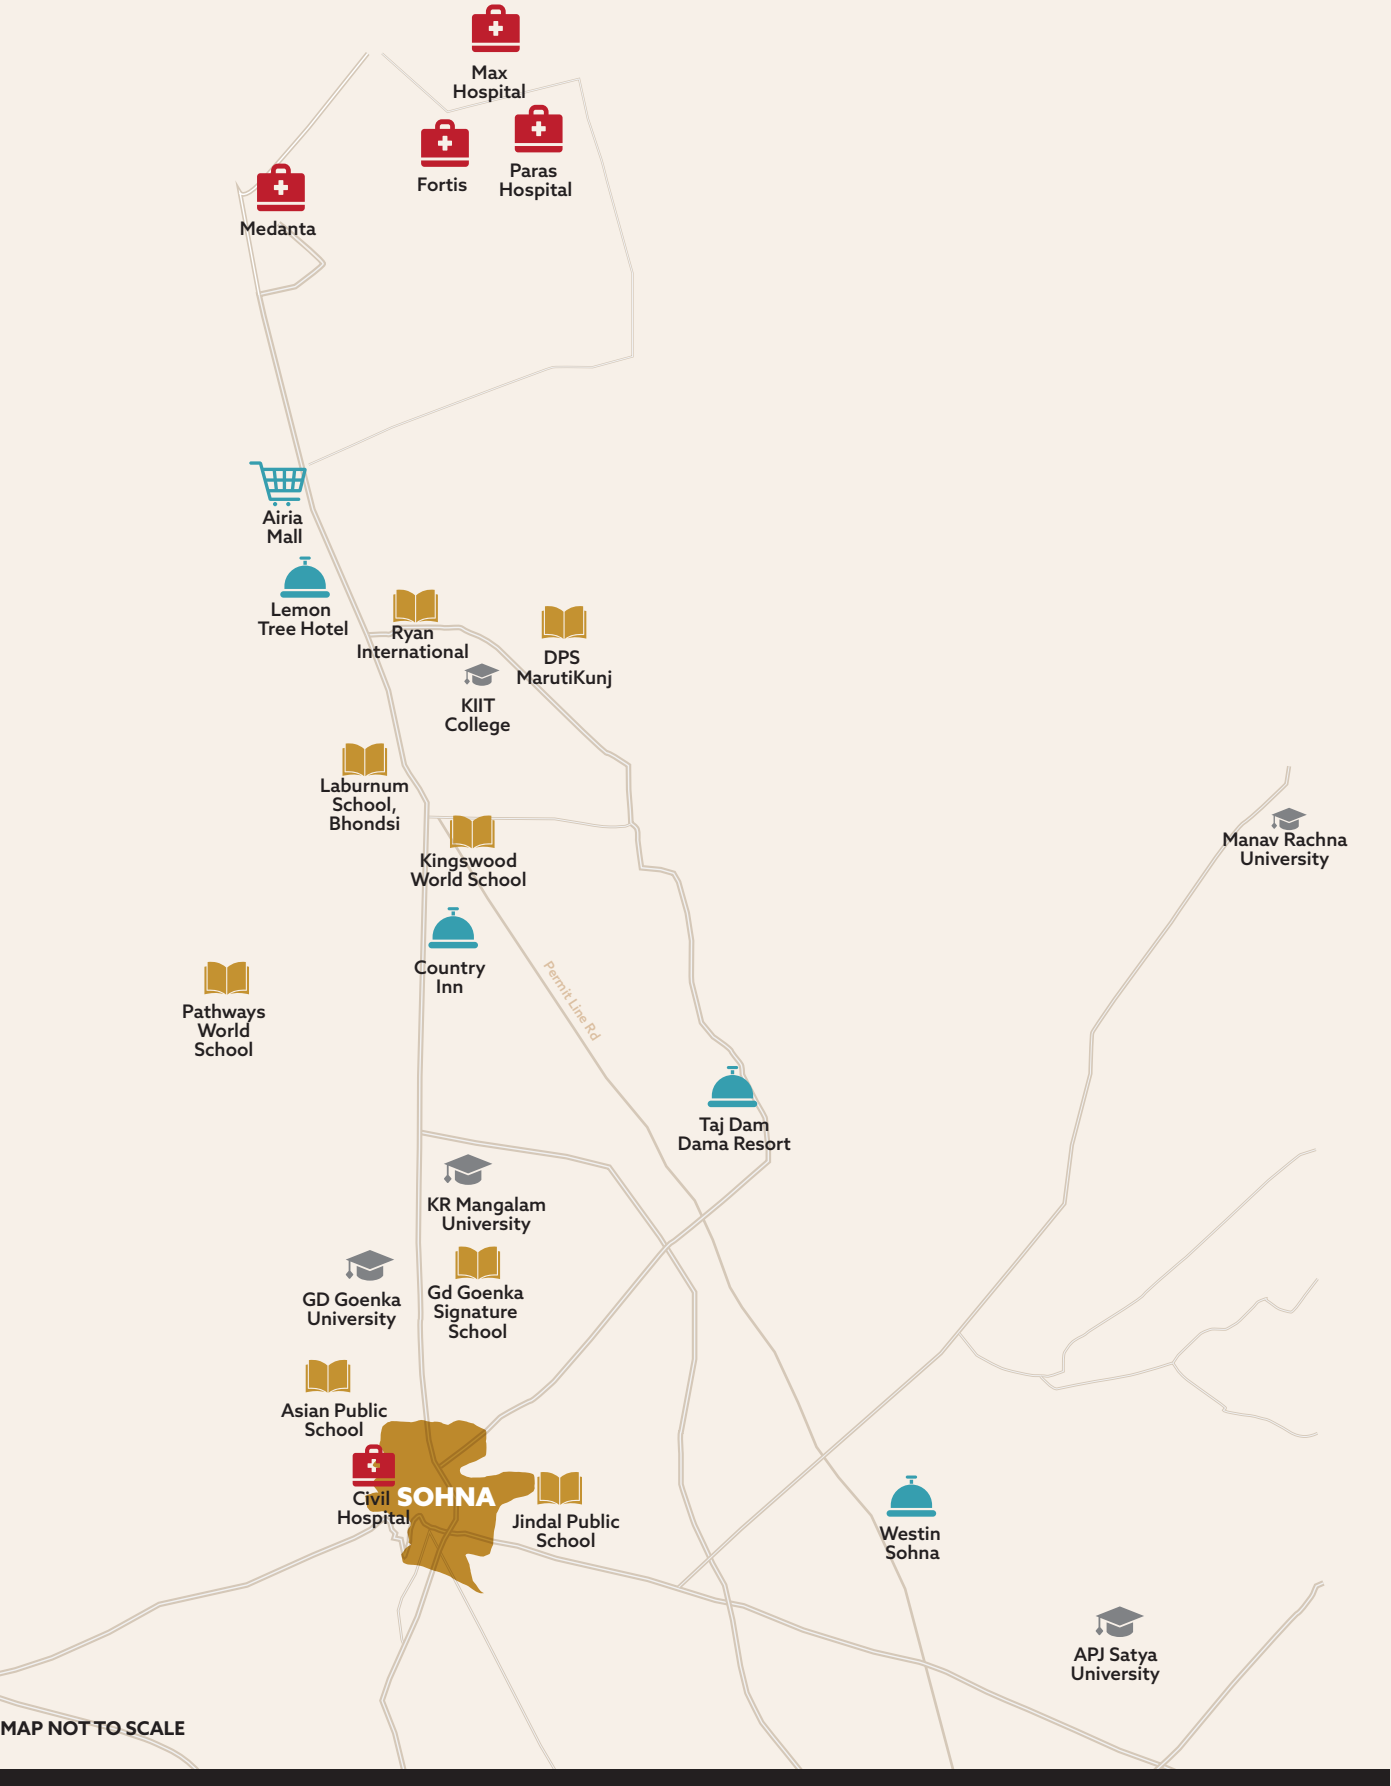 Max
Hospital
Fortis
Paras
Hospital
Medanta
Airia
Mall
Lemon
Tree Hotel
Ryan
International
DPS
MarutiKunj
KIIT
College
Laburnum
School,
Bhondsi
Kingswood
World School
Manav Rachna
University
Country
Inn
Permit Line Rd
Pathways
World
School
Taj Dam
Dama Resort
KR Mangalam
University
GD Goenka
University
Gd Goenka
Signature
School
Asian Public
School
Civil
Hospital
SOHNA
Jindal Public
School
Westin
Sohna
APJ Satya
University
MAP NOT TO SCALE